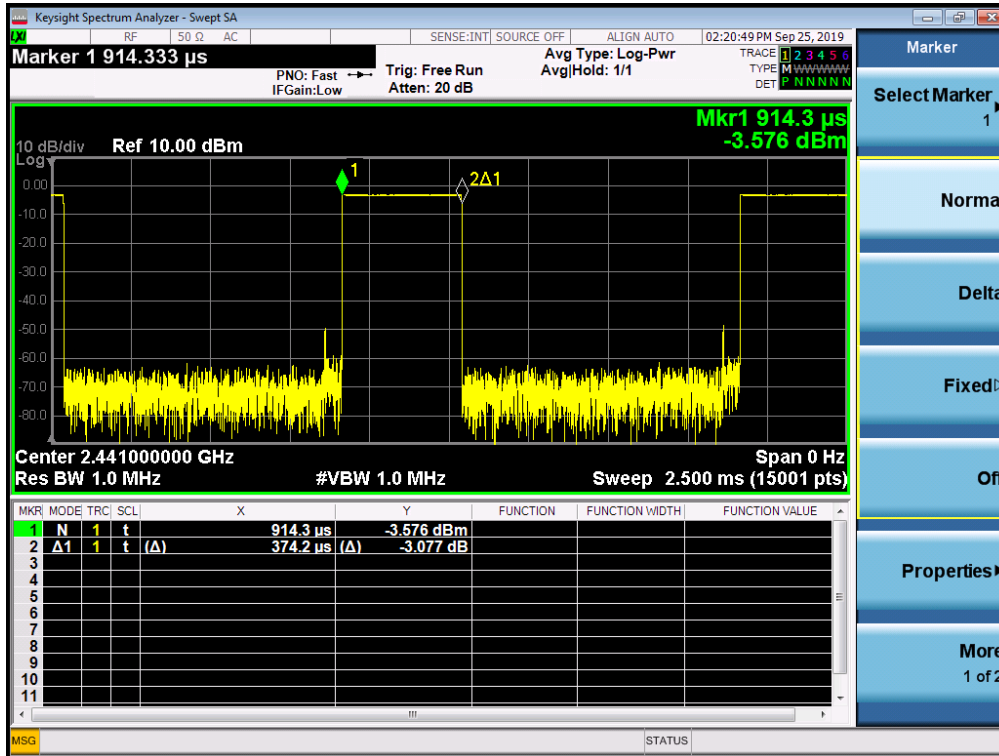 Keysight Spectrum Analyzer - Swept SA
LXI RF 50 Ω AC SENSE:INT SOURCE OFF ALIGN AUTO 02:20:49 PM Sep 25, 2019
Marker 1 914.333 µs
PNO: Fast
IFGain:Low
Trig: Free Run
Atten: 20 dB
Avg Type: Log-Pwr
Avg|Hold: 1/1
TRACE 1 2 3 4 5 6
TYPE M WWWWW
DET P N N N N N
Mkr1 914.3 µs
-3.576 dBm
10 dB/div Ref 10.00 dBm
Log
1
2Δ1
0.00
-10.0
-20.0
-30.0
-40.0
-50.0
-60.0
-70.0
-80.0
Center 2.441000000 GHz Span 0 Hz
Res BW 1.0 MHz #VBW 1.0 MHz Sweep 2.500 ms (15001 pts)
MKR MODE TRC SCL X Y FUNCTION FUNCTION WIDTH FUNCTION VALUE
1 N 1 t 914.3 µs -3.576 dBm
2 Δ1 1 t (Δ) 374.2 µs (Δ) -3.077 dB
3
4
5
6
7
8
9
10
11
MSG STATUS
Marker
Select Marker
1
Norma
Delta
Fixed
Off
Properties
More
1 of 2